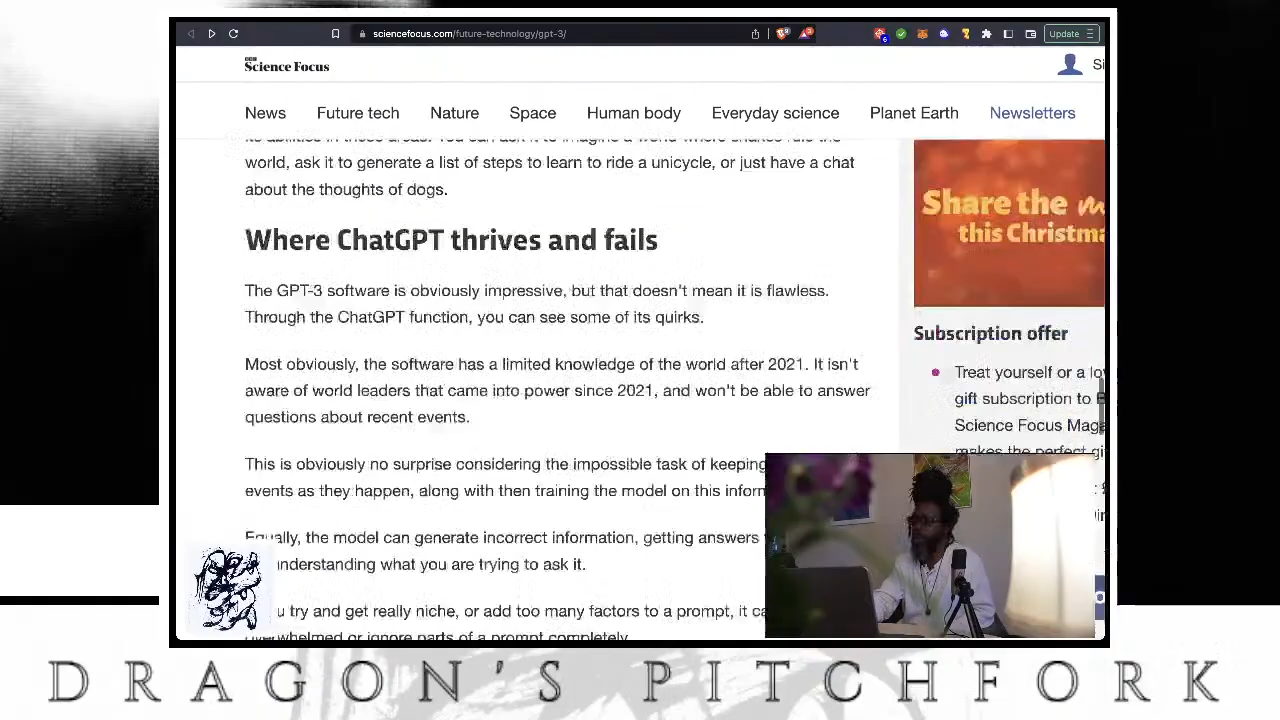 sciencefocus.com/future-technology/gpt-3/
Update
BBC
Science Focus
Si
News Future tech Nature Space Human body Everyday science Planet Earth Newsletters
its abilities in these areas. You can ask it to imagine a world where snakes rule the
world, ask it to generate a list of steps to learn to ride a unicycle, or just have a chat
about the thoughts of dogs.
Where ChatGPT thrives and fails
The GPT-3 software is obviously impressive, but that doesn't mean it is flawless.
Through the ChatGPT function, you can see some of its quirks.
Most obviously, the software has a limited knowledge of the world after 2021. It isn't
aware of world leaders that came into power since 2021, and won't be able to answer
questions about recent events.
This is obviously no surprise considering the impossible task of keeping
events as they happen, along with then training the model on this inform
Equally, the model can generate incorrect information, getting answers
understanding what you are trying to ask it.
u try and get really niche, or add too many factors to a prompt, it ca
overwhelmed or ignore parts of a prompt completely.
Share the m
this Christma
Subscription offer
Treat yourself or a lov
gift subscription to B
Science Focus Maga
makes the perfect gi
DRAGON'S PITCHFORK